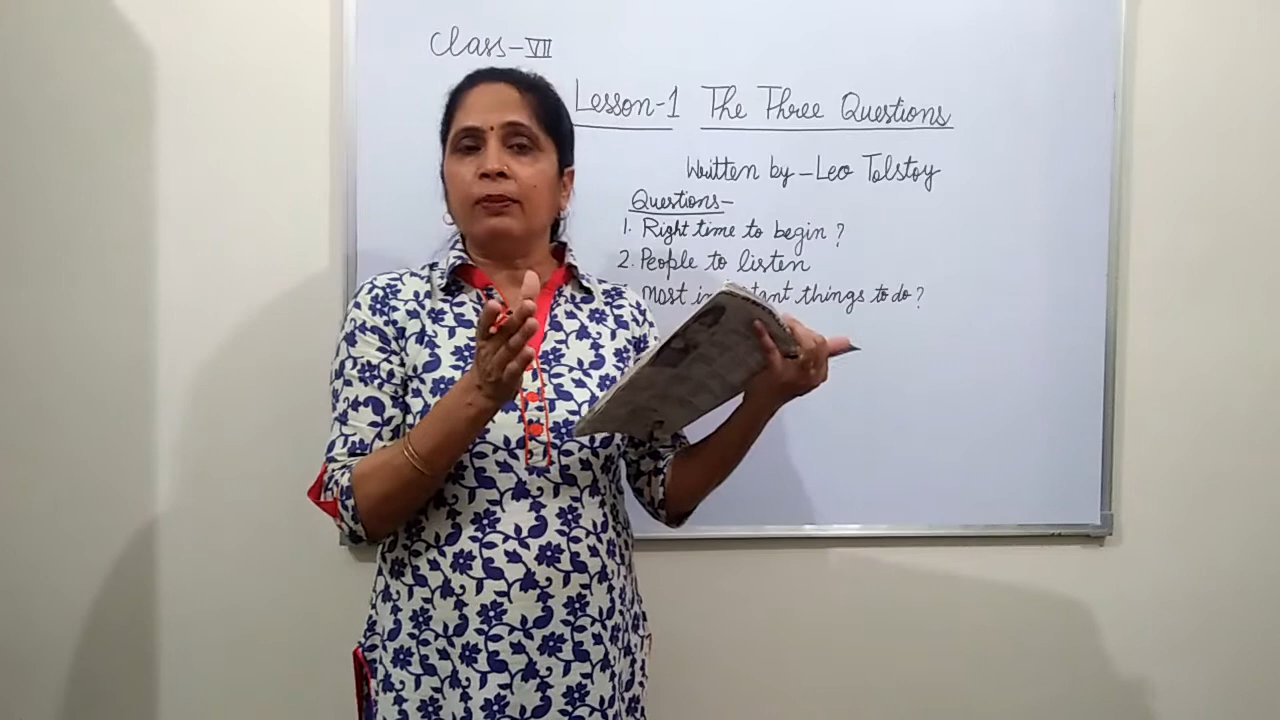 Class-VII
Lesson-1 The Three Questions
Written by-Leo Tolstoy
Questions-
1. Right time to begin?
2. People to listen
Most important things to do?